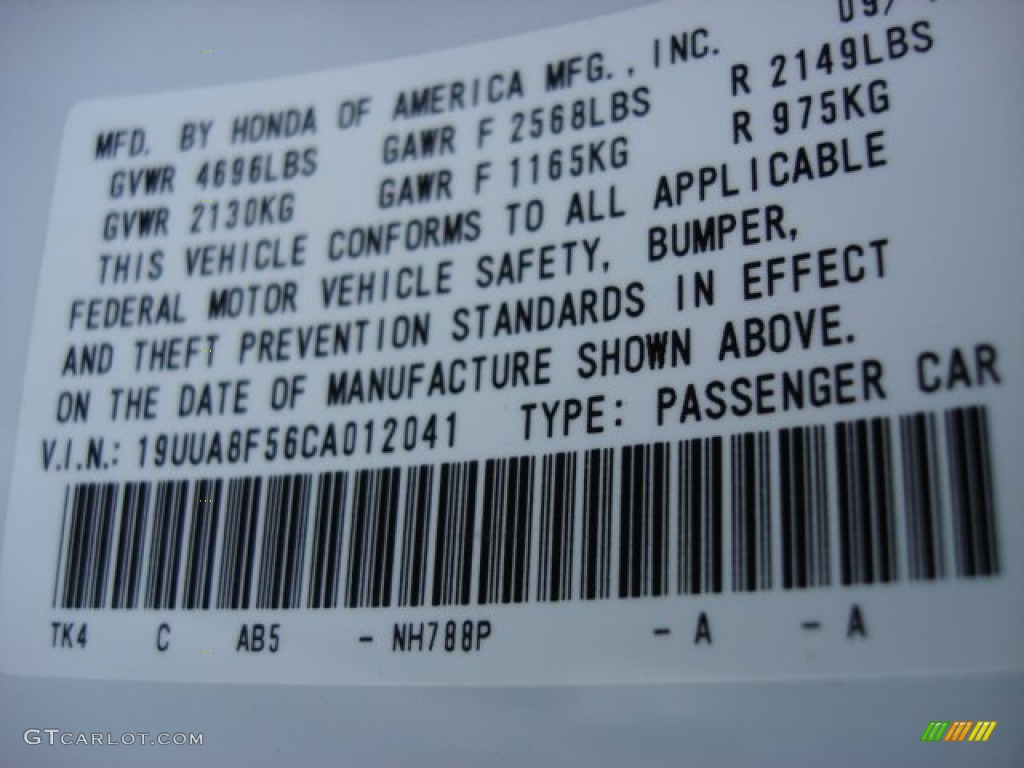 09/
MFD. BY HONDA OF AMERICA MFG., INC.
GVWR 4696LBS GAWR F 2568LBS R 2149LBS
GVWR 2130KG GAWR F 1165KG R 975KG
THIS VEHICLE CONFORMS TO ALL APPLICABLE
FEDERAL MOTOR VEHICLE SAFETY, BUMPER,
AND THEFT PREVENTION STANDARDS IN EFFECT
ON THE DATE OF MANUFACTURE SHOWN ABOVE.
V.I.N.: 19UUA8F56CA012041 TYPE: PASSENGER CAR
TK4 C AB5 - NH788P - A - A
GTCARLOT.COM